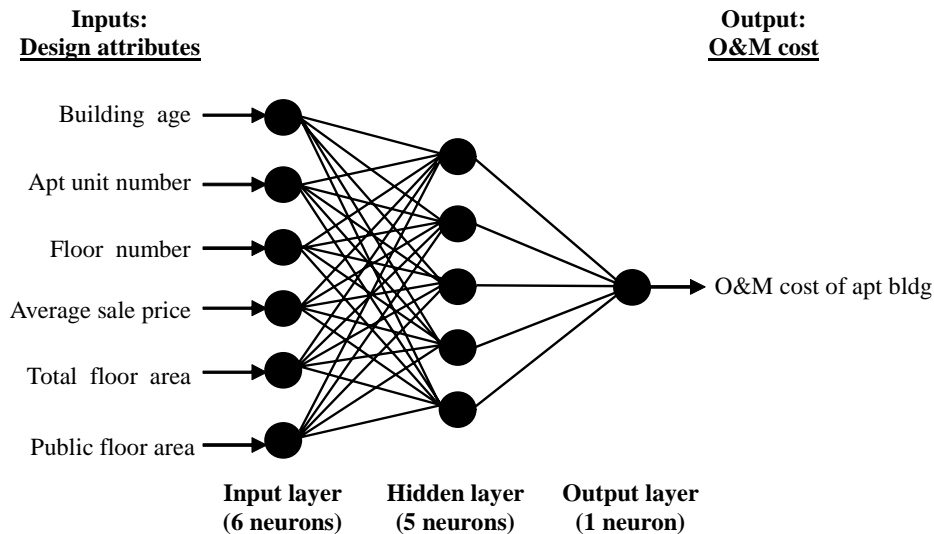 Inputs:
Design attributes
Output:
O&M cost
Building age
Apt unit number
Floor number
Average sale price
Total floor area
Public floor area
O&M cost of apt bldg
Input layer
(6 neurons)
Hidden layer
(5 neurons)
Output layer
(1 neuron)